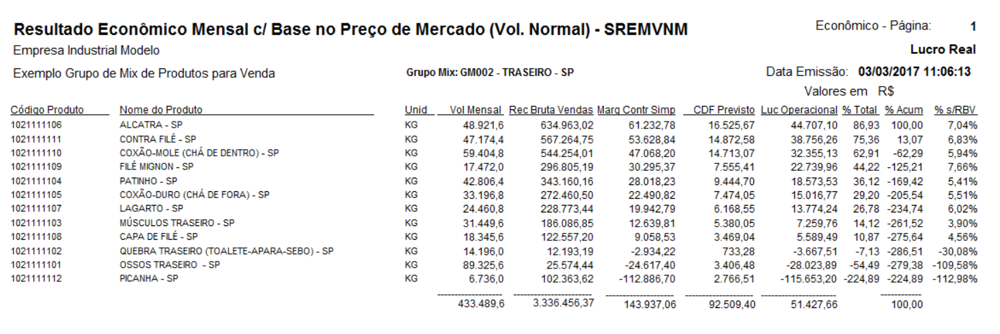 Resultado Econômico Mensal c/ Base no Preço de Mercado (Vol. Normal) - SREMVNM Econômico - Página: 1
Empresa Industrial Modelo Lucro Real
Exemplo Grupo de Mix de Produtos para Venda Grupo Mix: GM002 - TRASEIRO - SP Data Emissão: 03/03/2017 11:06:13
Valores em R$
Código Produto Nome do Produto Unid Vol Mensal Rec Bruta Vendas Marg Contr Simp CDF Previsto Luc Operacional % Total % Acum % s/RBV
1021111106 ALCATRA - SP KG 48.921,6 634.963,02 61.232,78 16.525,67 44.707,10 86,93 100,00 7,04%
1021111111 CONTRA FILÉ - SP KG 47.174,4 567.264,75 53.628,84 14.872,58 38.756,26 75,36 13,07 6,83%
1021111110 COXÃO-MOLE (CHÁ DE DENTRO) - SP KG 59.404,8 544.254,01 47.068,20 14.713,07 32.355,13 62,91 -62,29 5,94%
1021111109 FILÉ MIGNON - SP KG 17.472,0 296.805,19 30.295,37 7.555,41 22.739,96 44,22 -125,21 7,66%
1021111104 PATINHO - SP KG 42.806,4 343.160,16 28.018,23 9.444,70 18.573,53 36,12 -169,42 5,41%
1021111105 COXÃO-DURO (CHÁ DE FORA) - SP KG 33.196,8 272.460,50 22.490,82 7.474,05 15.016,77 29,20 -205,54 5,51%
1021111107 LAGARTO - SP KG 24.460,8 228.773,44 19.942,79 6.168,55 13.774,24 26,78 -234,74 6,02%
1021111103 MÚSCULOS TRASEIRO - SP KG 31.449,6 186.086,85 12.639,81 5.380,05 7.259,76 14,12 -261,52 3,90%
1021111108 CAPA DE FILÉ - SP KG 18.345,6 122.557,20 9.058,53 3.469,04 5.589,49 10,87 -275,64 4,56%
1021111102 QUEBRA TRASEIRO (TOALETE-APARA-SEBO) - SP KG 14.196,0 12.193,19 -2.934,22 733,28 -3.667,51 -7,13 -286,51 -30,08%
1021111101 OSSOS TRASEIRO - SP KG 89.325,6 25.574,44 -24.617,40 3.406,48 -28.023,89 -54,49 -279,38 -109,58%
1021111112 PICANHA - SP KG 6.736,0 102.363,62 -112.886,70 2.766,51 -115.653,20 -224,89 -224,89 -112,98%
433.489,6 3.336.456,37 143.937,06 92.509,40 51.427,66 100,00